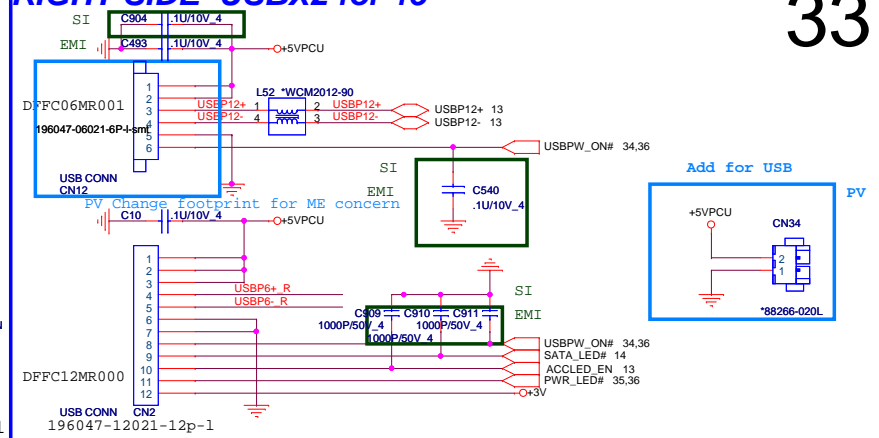 RIGHT SIDE USBX2 for 15
33
SI
C904
.1U/10V_4
EMI
C493
.1U/10V_4
+5VPCU
DFFC06MR001
196047-06021-6P-l-smt
1
2
3
4
5
6
USBP12+ 1
USBP12- 4
L52 *WCM2012-90
2 USBP12+
3 USBP12-
USBP12+ 13
USBP12- 13
USBPW_ON# 34,36
USB CONN
CN12
SI
EMI
C540
.1U/10V_4
Add for USB
PV
+5VPCU
CN34
2
1
*88266-020L
PV Change footprint for ME concern
C10
.1U/10V_4
+5VPCU
1
2
3
4
5
6
7
8
9
10
11
12
USBP6+_R
USBP6-_R
SI
EMI
C909 C910 C911
1000P/50V_4 1000P/50V_4
1000P/50V_4
USBPW_ON# 34,36
SATA_LED# 14
ACCLED_EN 13
PWR_LED# 35,36
+3V
DFFC12MR000
USB CONN CN2
196047-12021-12p-l